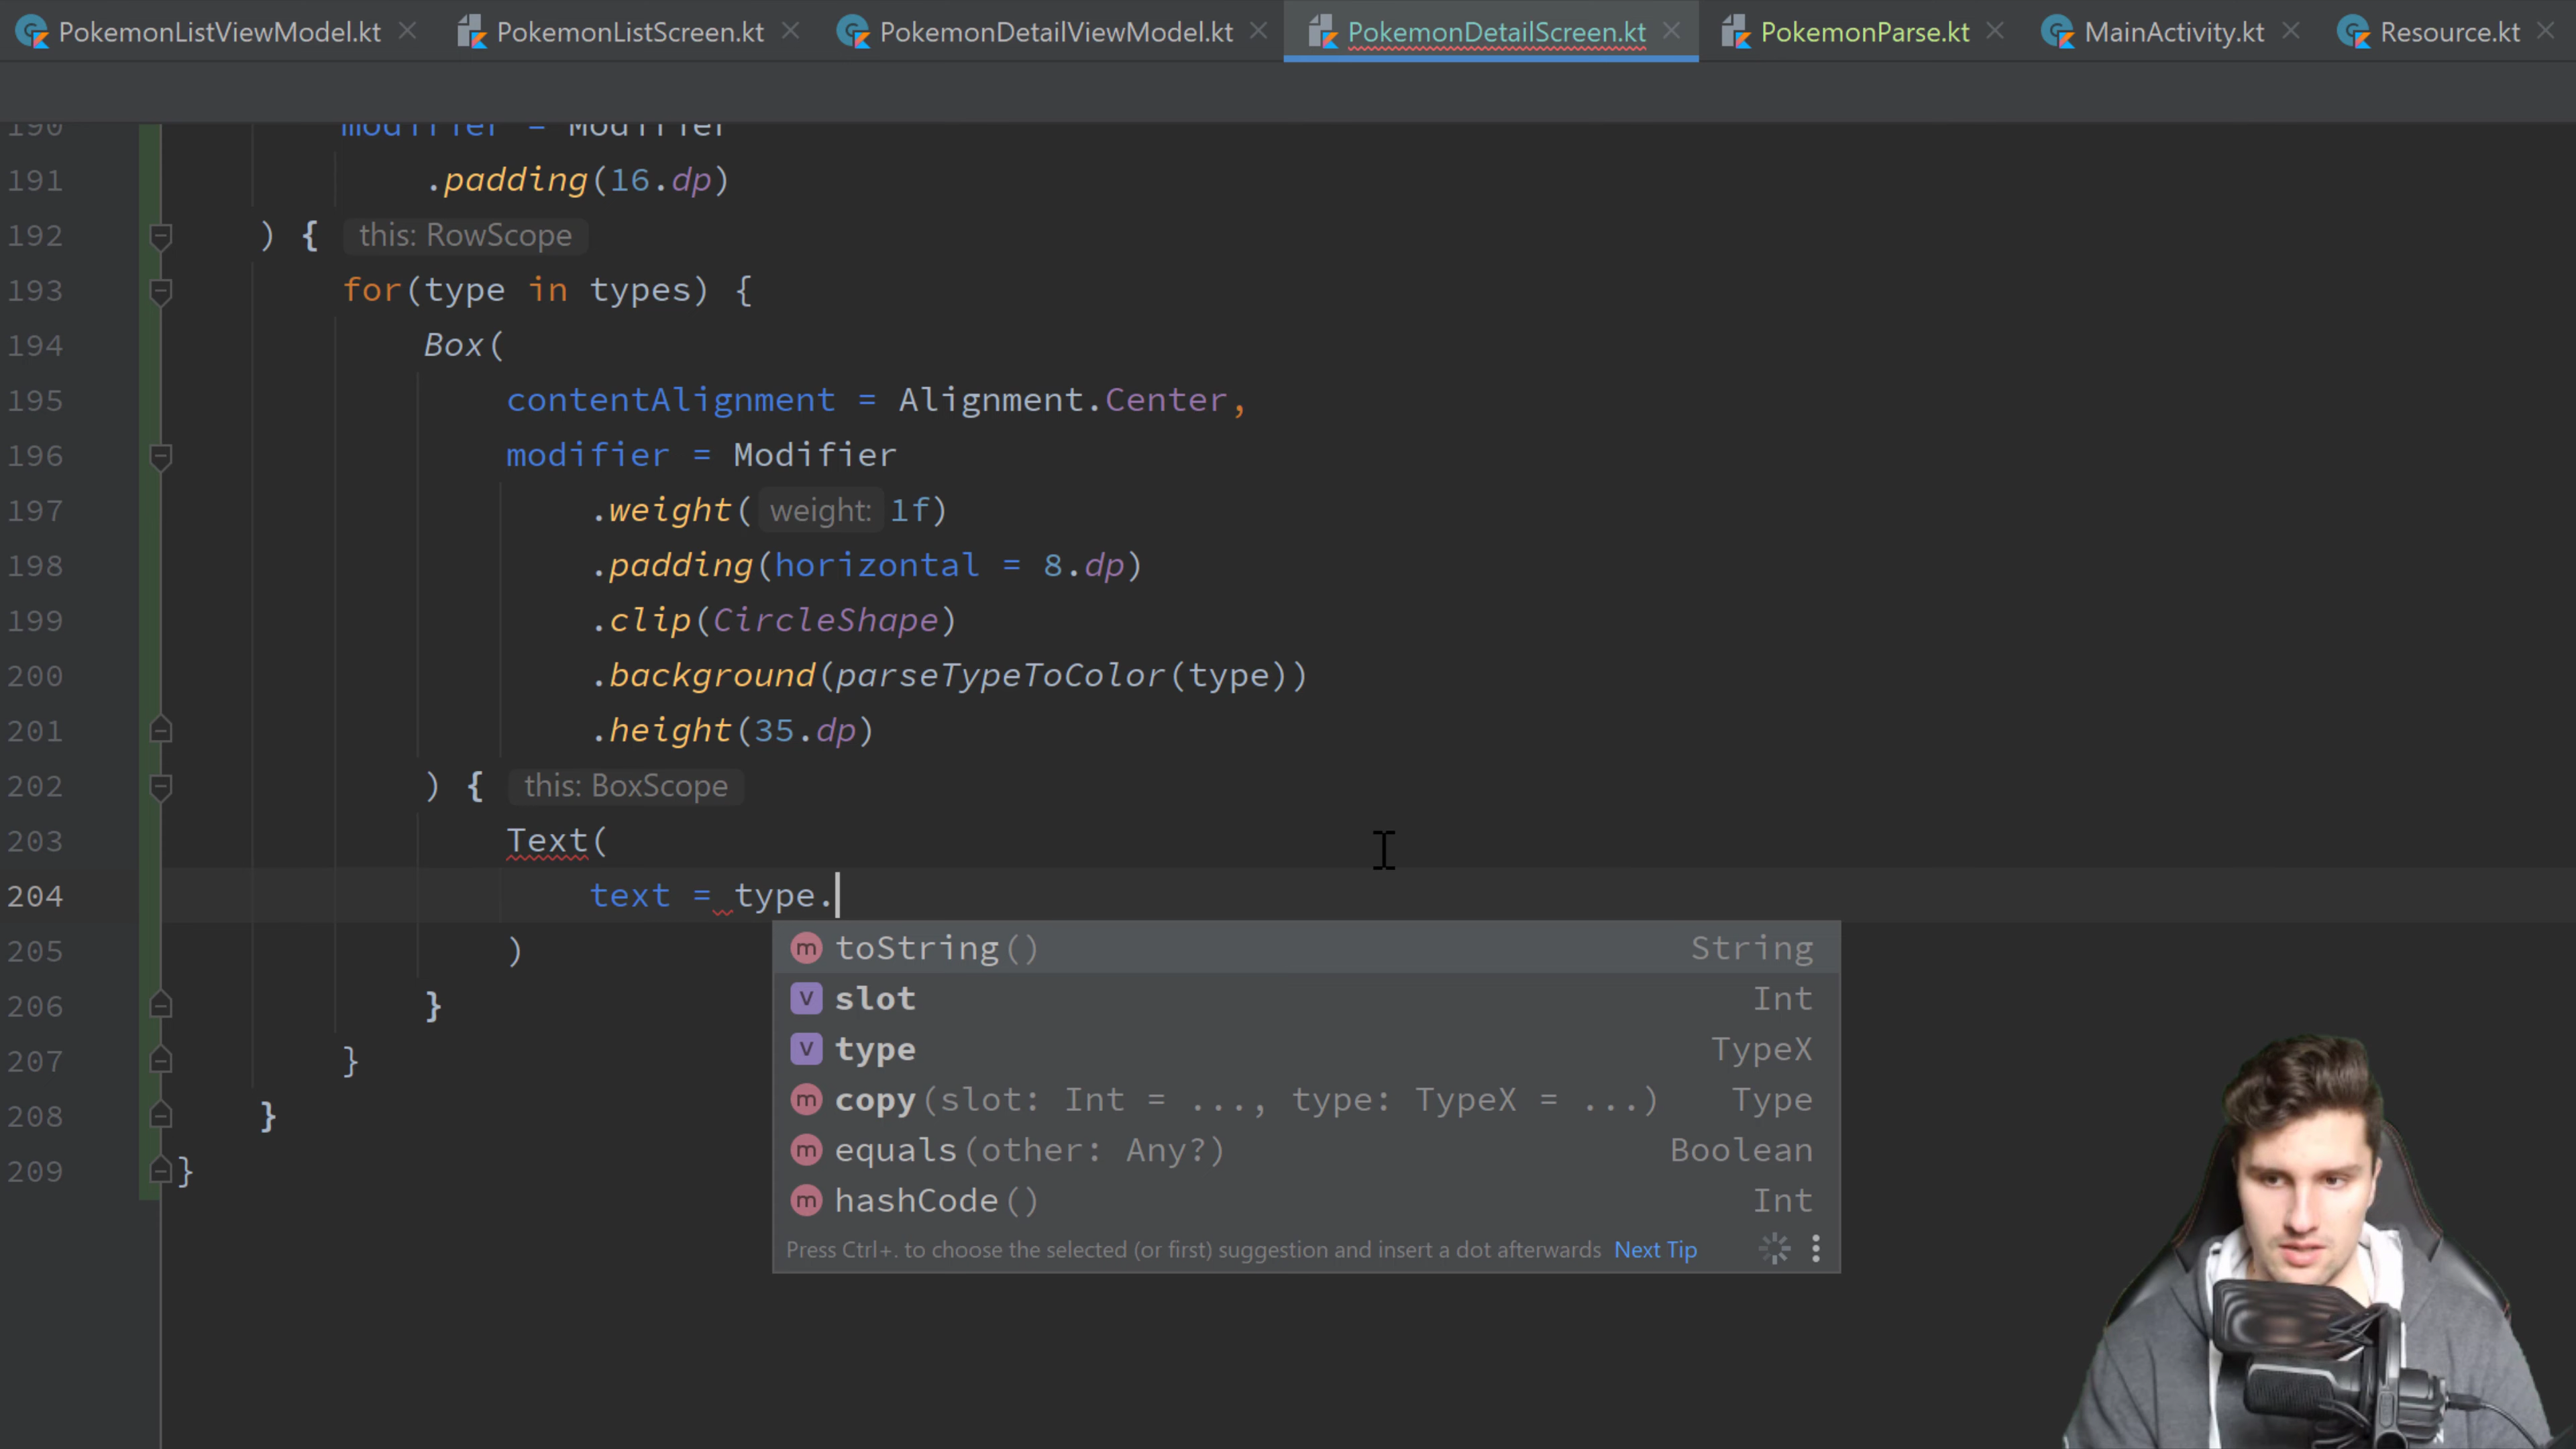 PokemonListViewModel.kt PokemonListScreen.kt PokemonDetailViewModel.kt PokemonDetailScreen.kt PokemonParse.kt MainActivity.kt Resource.kt
190 modifier = Modifier
191 .padding(16.dp)
192 ) { this: RowScope
193 for(type in types) {
194 Box(
195 contentAlignment = Alignment.Center,
196 modifier = Modifier
197 .weight( weight: 1f)
198 .padding(horizontal = 8.dp)
199 .clip(CircleShape)
200 .background(parseTypeToColor(type))
201 .height(35.dp)
202 ) { this: BoxScope
203 Text(
204 text = type.
205 )
206 }
207 }
208 }
209 }
m toString() String
v slot Int
v type TypeX
m copy(slot: Int = ..., type: TypeX = ...) Type
m equals(other: Any?) Boolean
m hashCode() Int
Press Ctrl+. to choose the selected (or first) suggestion and insert a dot afterwards Next Tip